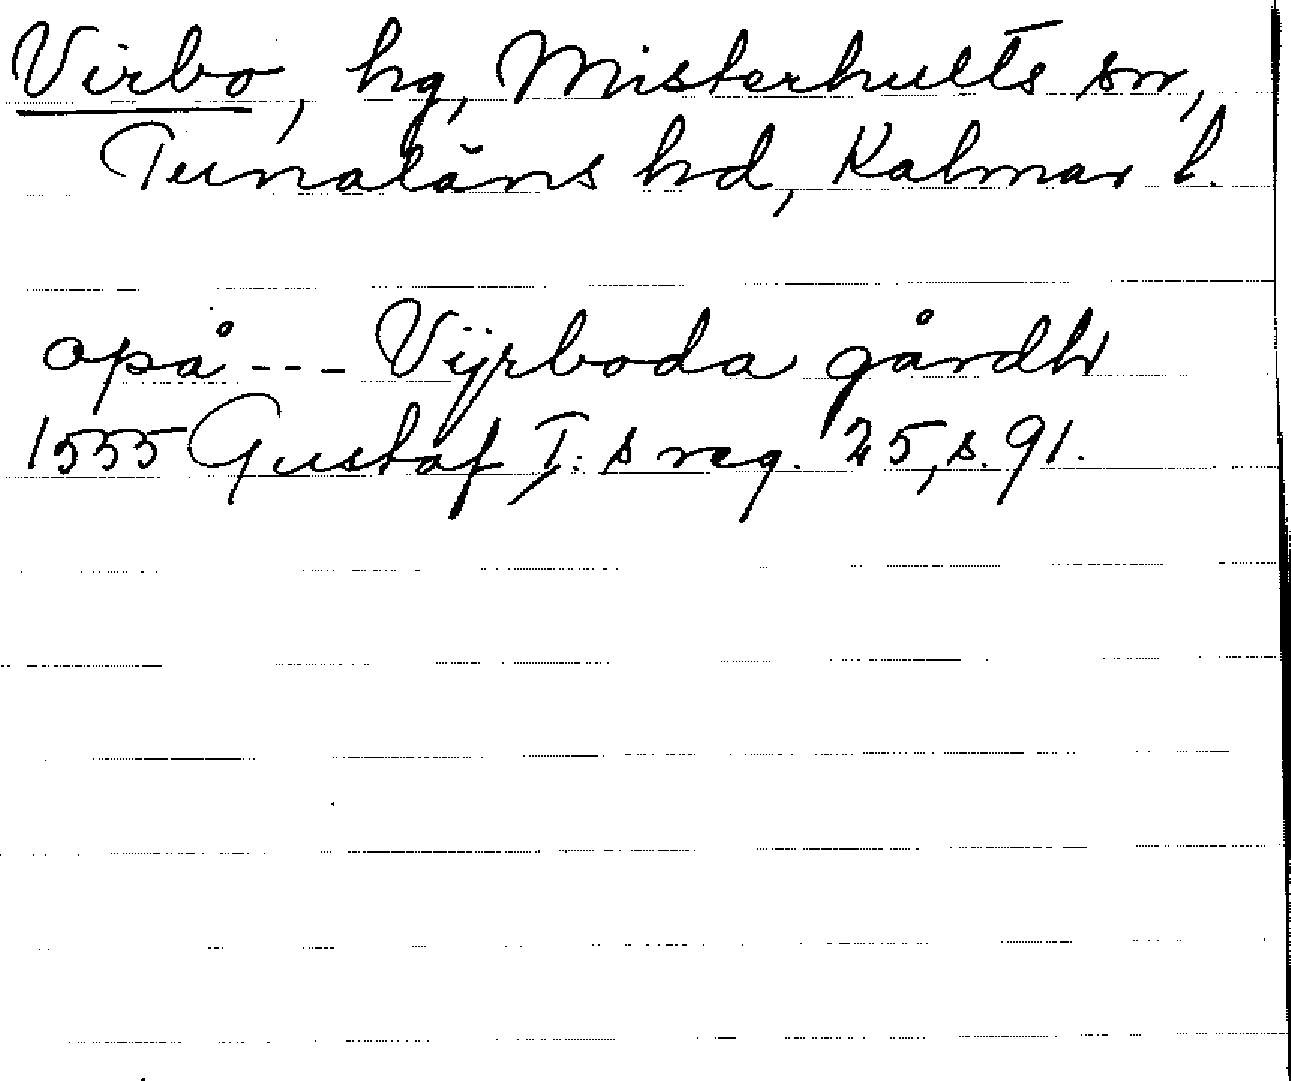 Virbo, hg, Misterhults sn,
Tunaläns hd, Kalmar l.
opå --- Vijrboda gårdh
1555 Gustaf I:s reg. 25, s. 91.